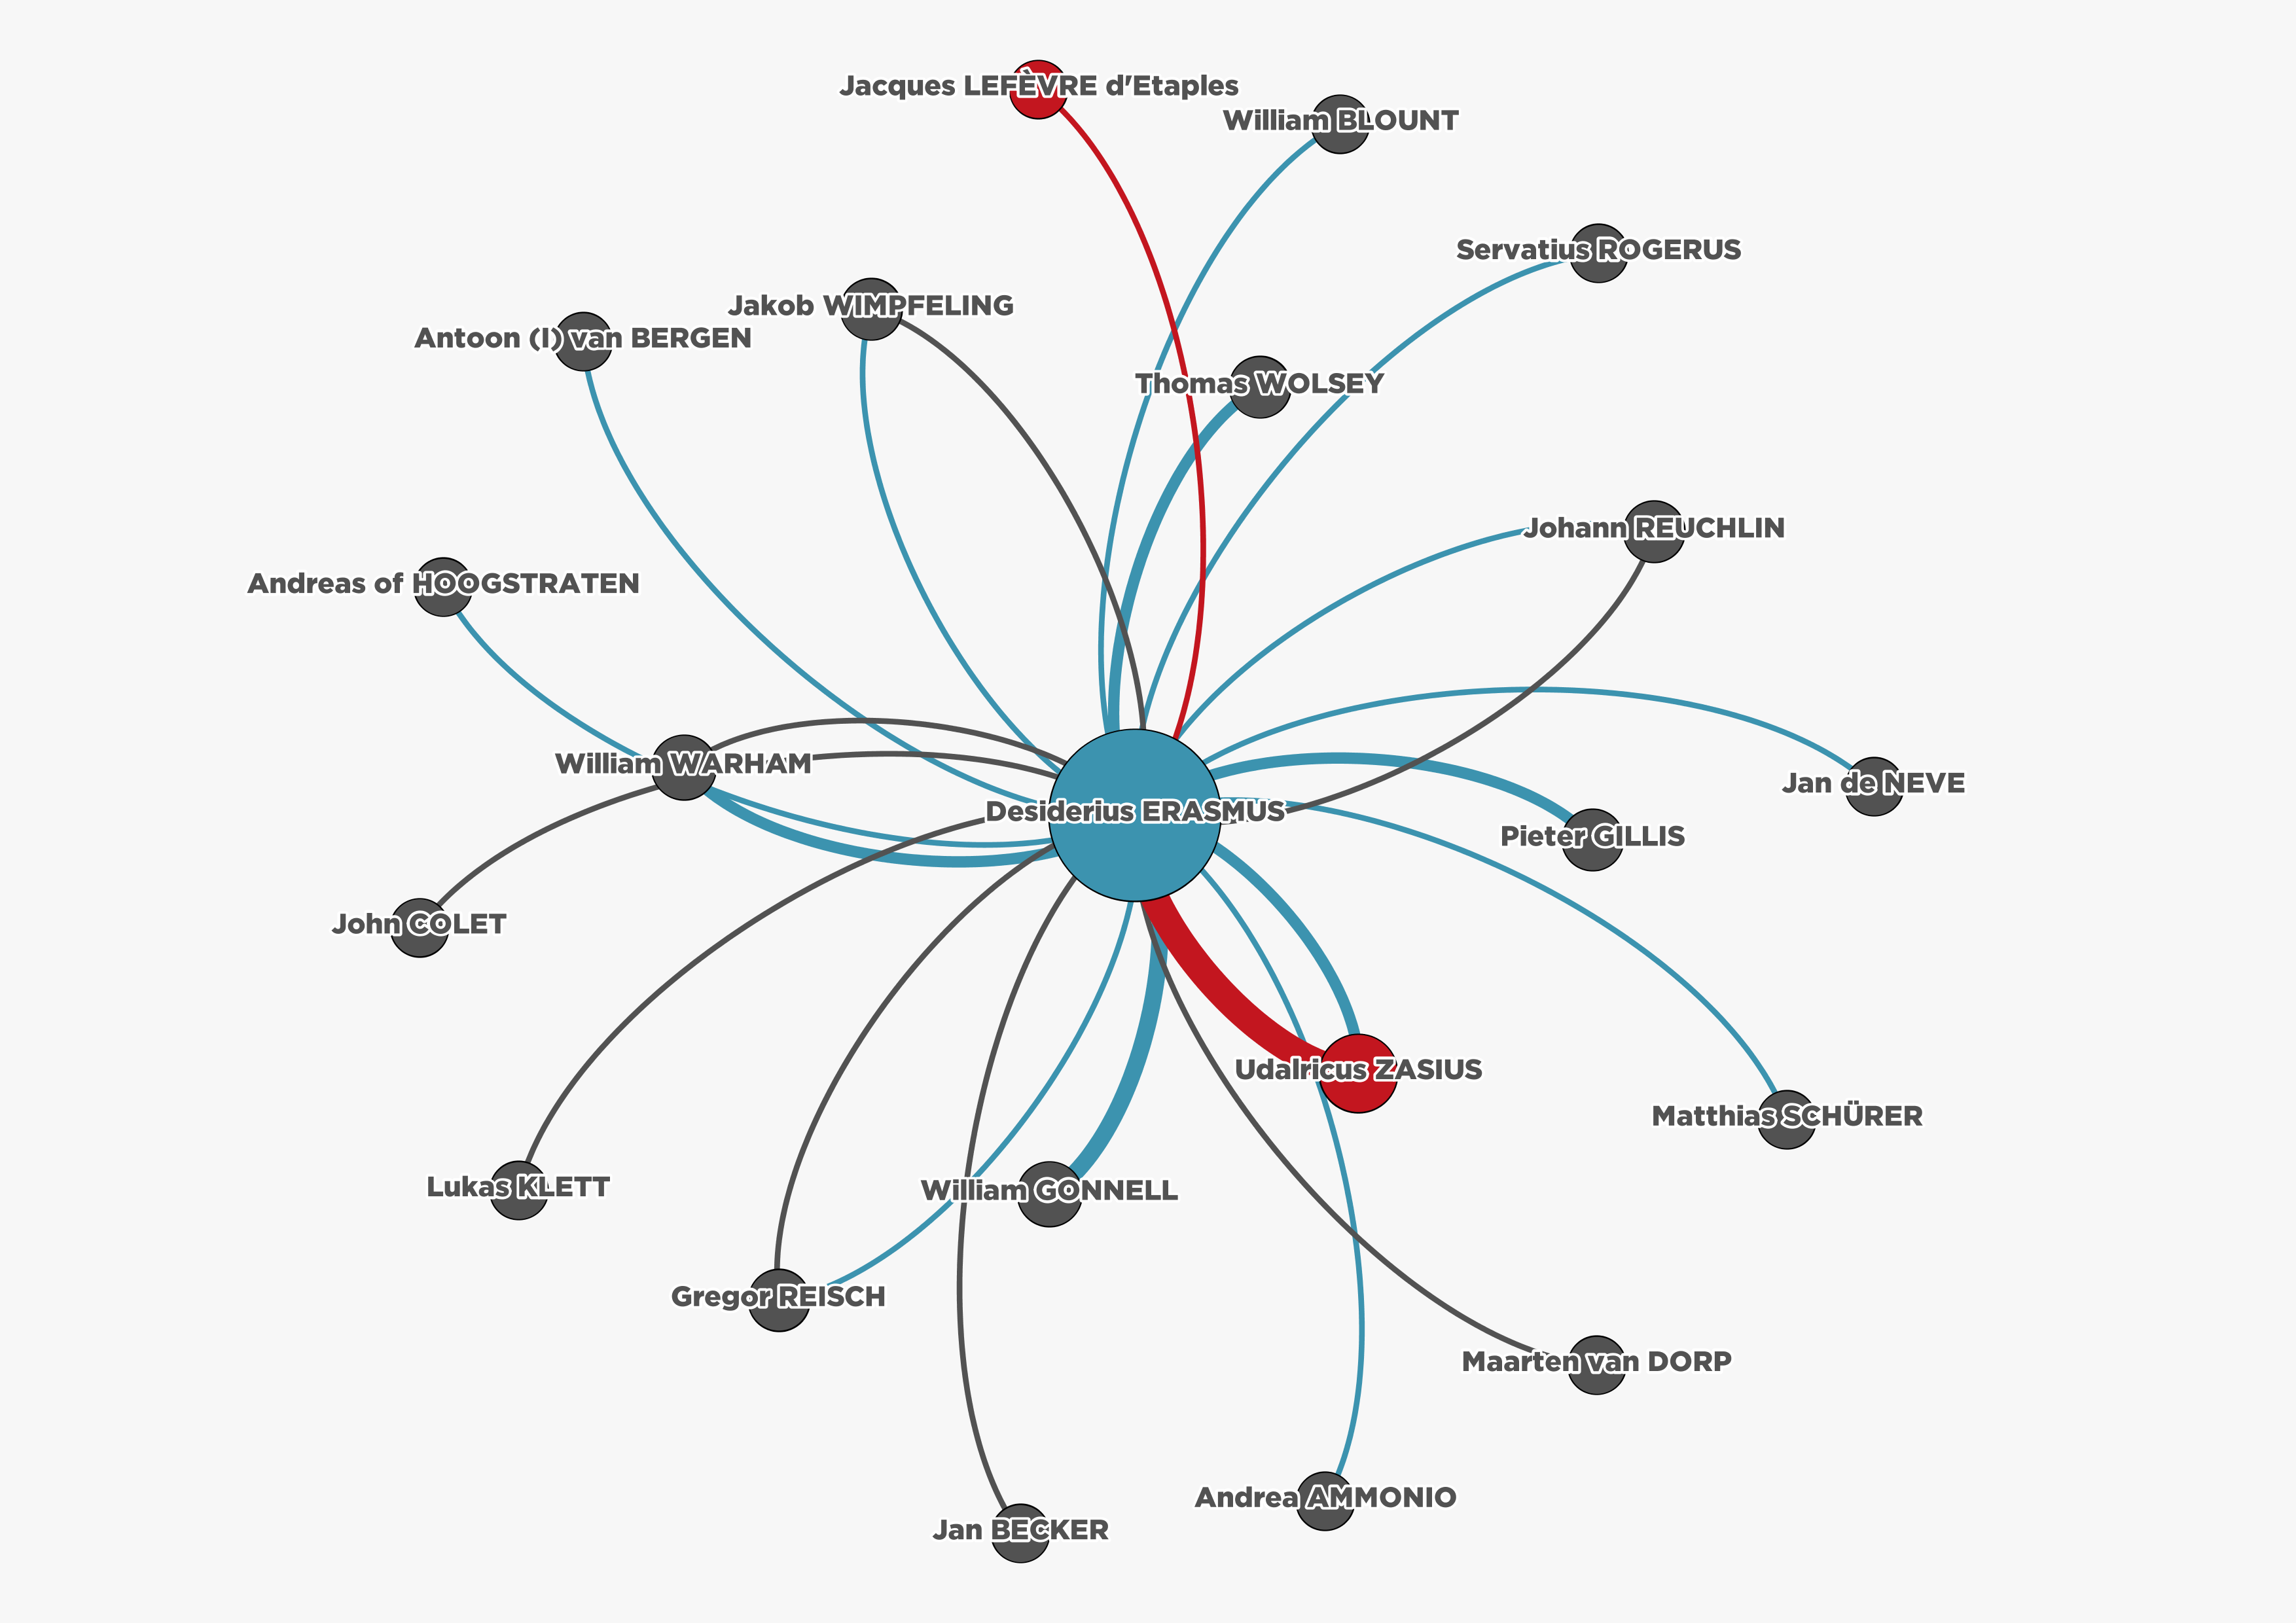 Jacques LEFÈVRE d'Etaples
William BLOUNT
Servatius ROGERUS
Jakob WIMPFELING
Antoon (I) van BERGEN
Thomas WOLSEY
Johann REUCHLIN
Andreas of HOOGSTRATEN
William WARHAM
Jan de NEVE
Desiderius ERASMUS
Pieter GILLIS
John COLET
Udalricus ZASIUS
Matthias SCHÜRER
Lukas KLETT
William GONNELL
Gregor REISCH
Maarten van DORP
Andrea AMMONIO
Jan BECKER